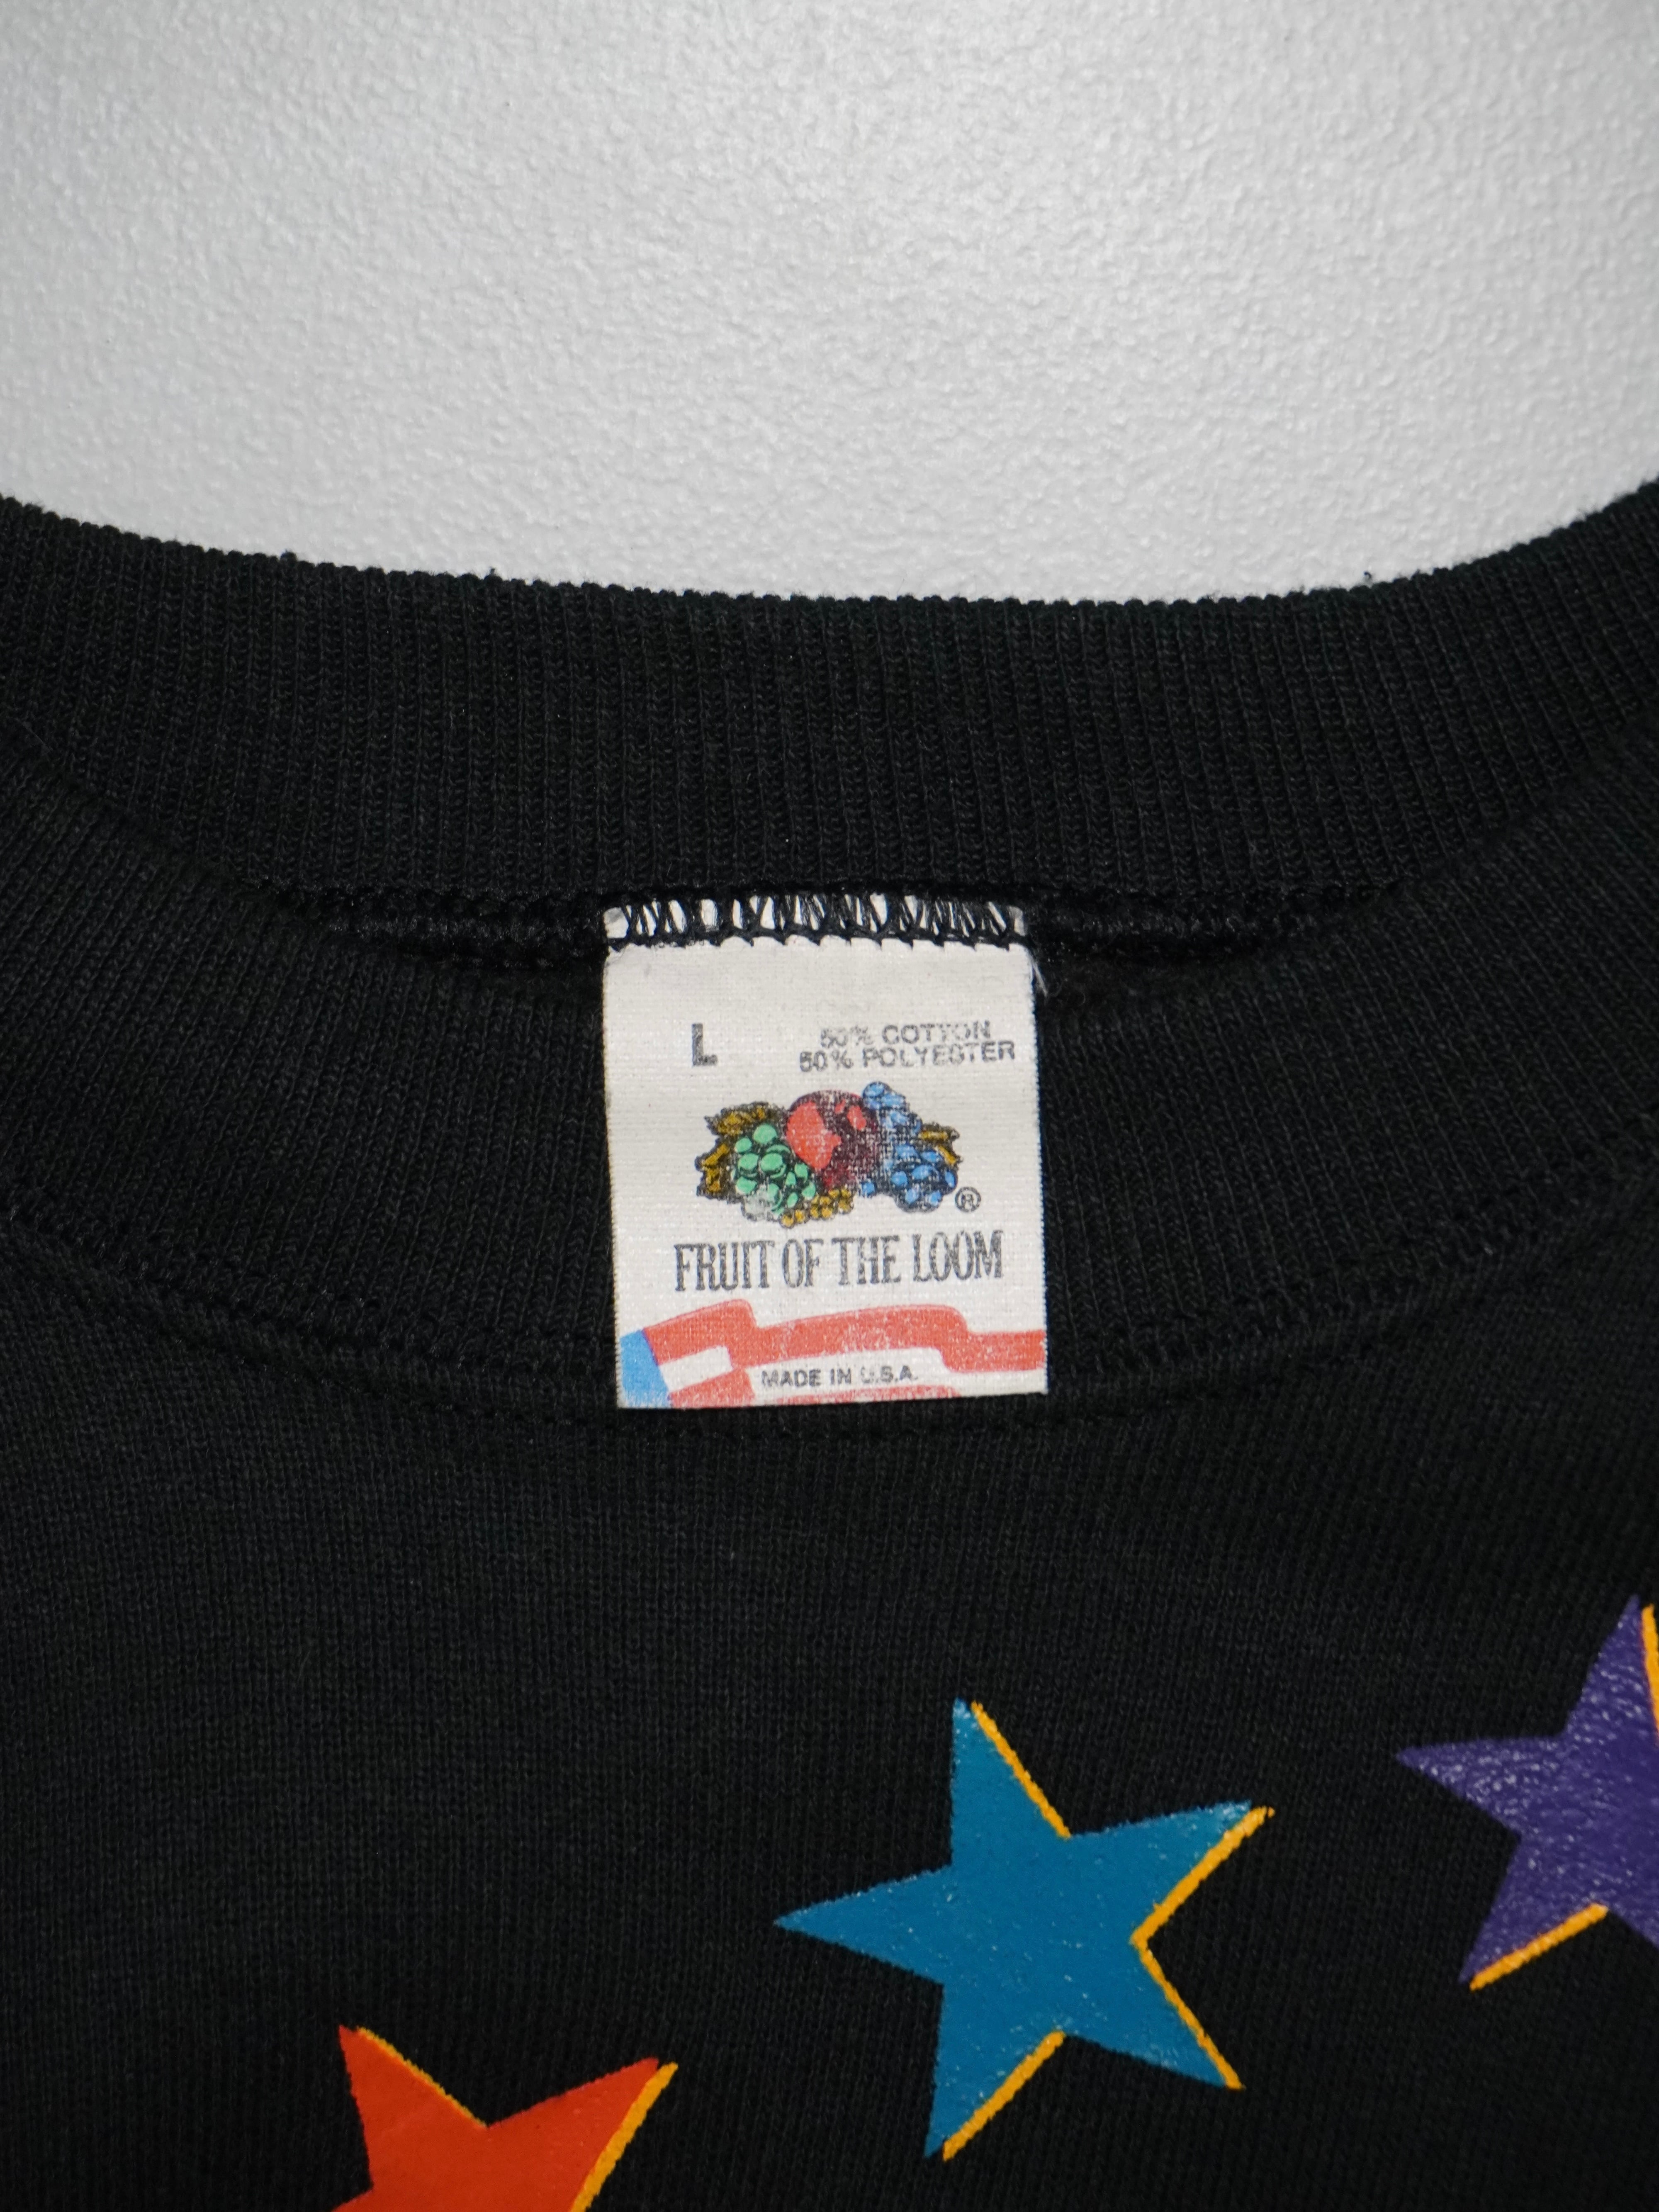 L
50% COTTON
50% POLYESTER
®
FRUIT OF THE LOOM
MADE IN U.S.A.